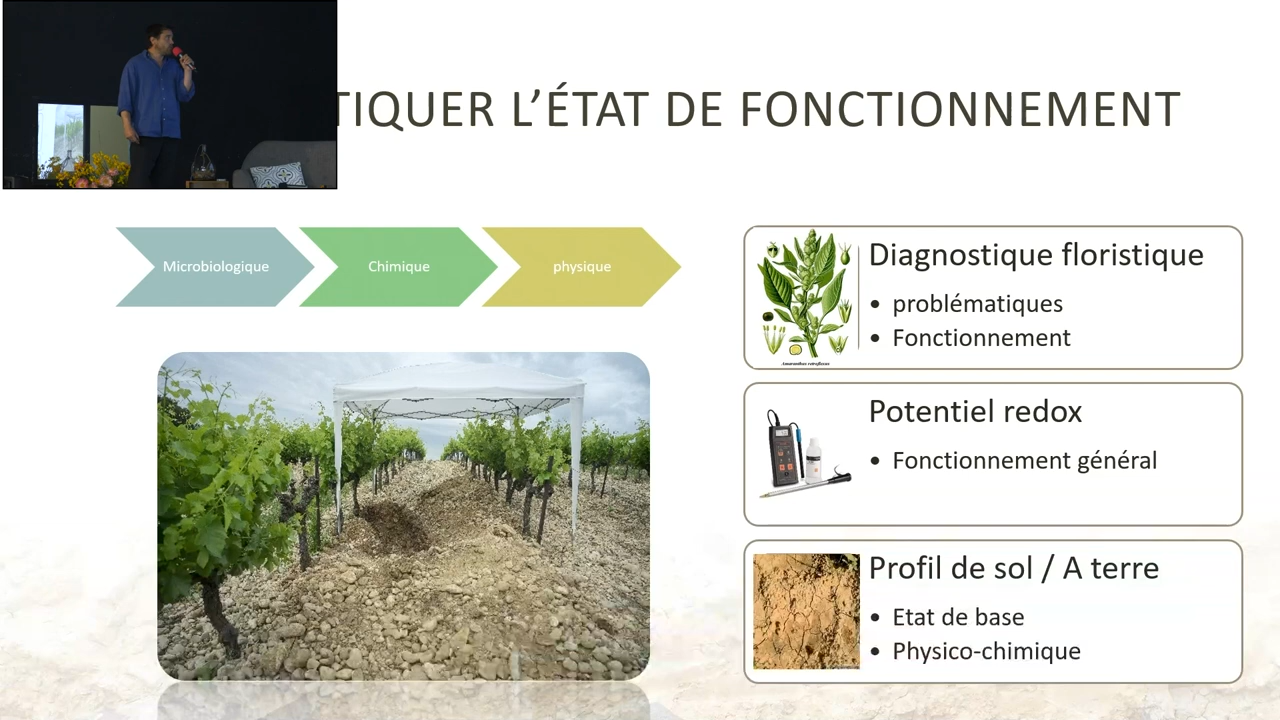 TIQUER L’ÉTAT DE FONCTIONNEMENT
Microbiologique
Chimique
physique
Diagnostique floristique
• problématiques
• Fonctionnement
Potentiel redox
• Fonctionnement général
Profil de sol / A terre
• Etat de base
• Physico-chimique